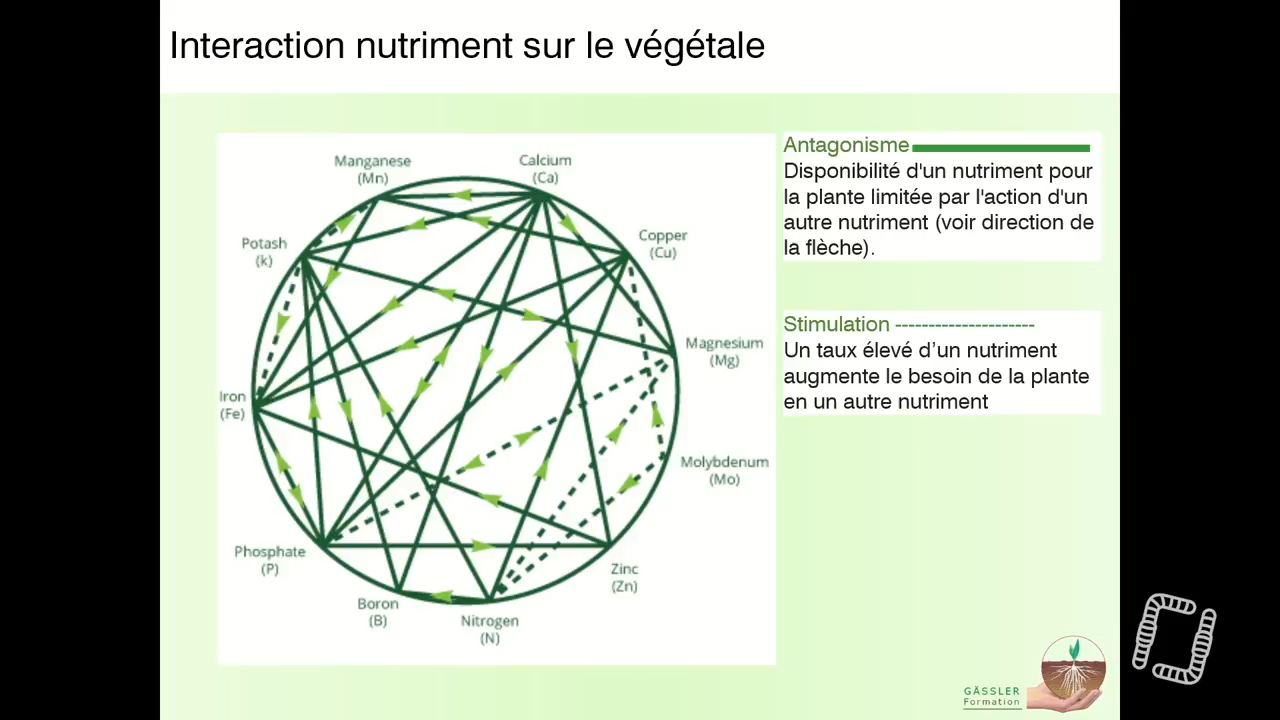 Interaction nutriment sur le végétale
Manganese
(Mn)
Calcium
(Ca)
Copper
(Cu)
Potash
(k)
Magnesium
(Mg)
Iron
(Fe)
Molybdenum
(Mo)
Phosphate
(P)
Zinc
(Zn)
Boron
(B)
Nitrogen
(N)
Antagonisme
Disponibilité d'un nutriment pour
la plante limitée par l'action d'un
autre nutriment (voir direction de
la flèche).
Stimulation ---------------------
Un taux élevé d’un nutriment
augmente le besoin de la plante
en un autre nutriment
GÄSSLER
Formation